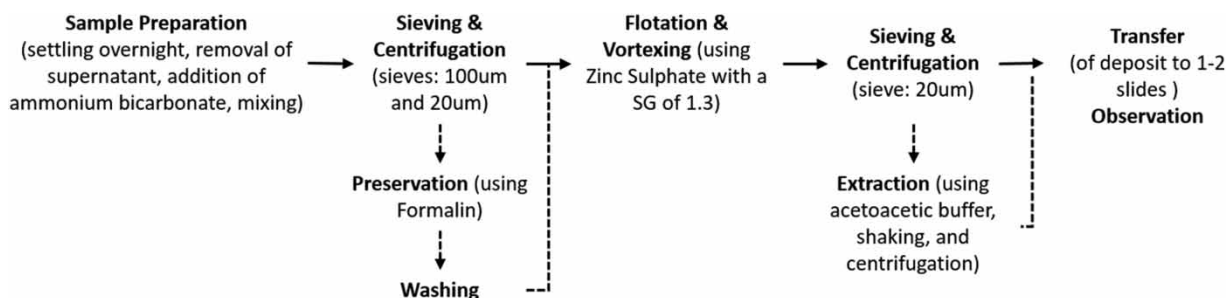 Sample Preparation
(settling overnight, removal of
supernatant, addition of
ammonium bicarbonate, mixing)
Sieving &
Centrifugation
(sieves: 100um
and 20um)
Preservation (using
Formalin)
Washing
Flotation &
Vortexing (using
Zinc Sulphate with a
SG of 1.3)
Sieving &
Centrifugation
(sieve: 20um)
Extraction (using
acetoacetic buffer,
shaking, and
centrifugation)
Transfer
(of deposit to 1-2
slides )
Observation